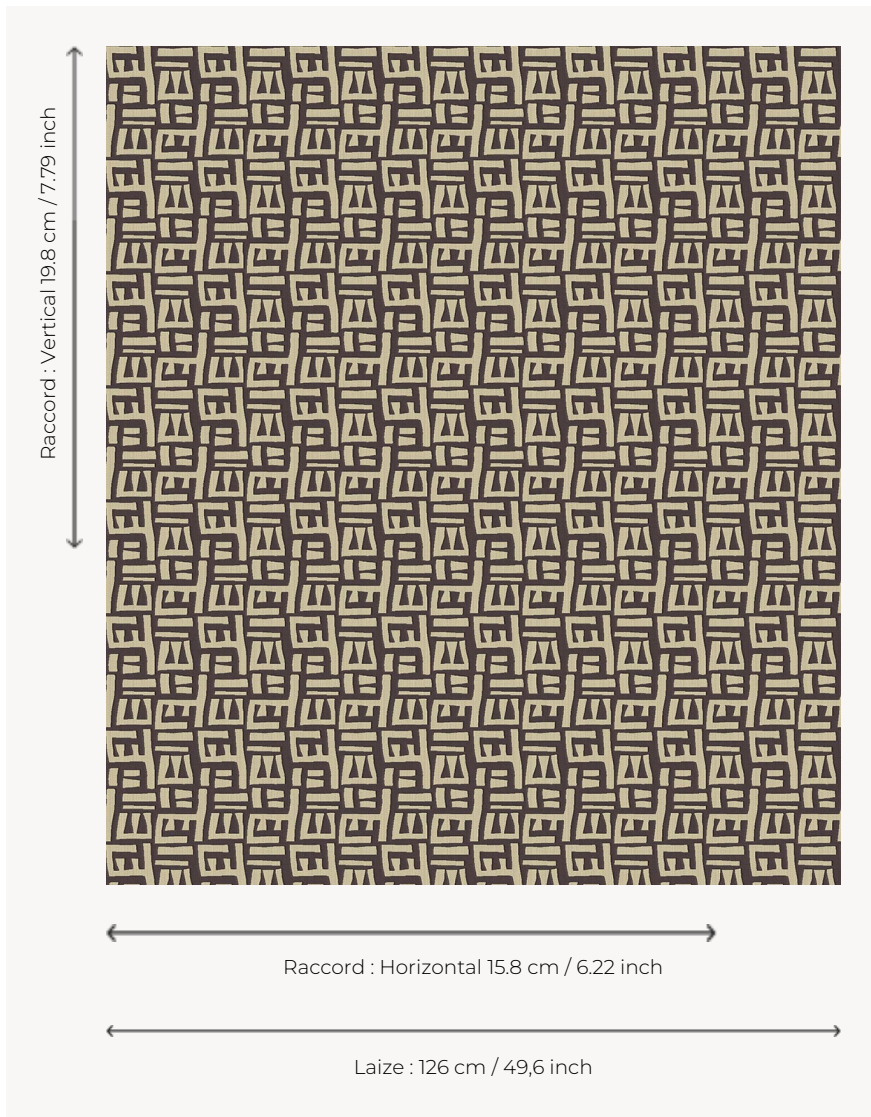 Raccord : Vertical 19.8 cm / 7.79 inch
Raccord : Horizontal 15.8 cm / 6.22 inch
Laize : 126 cm / 49,6 inch